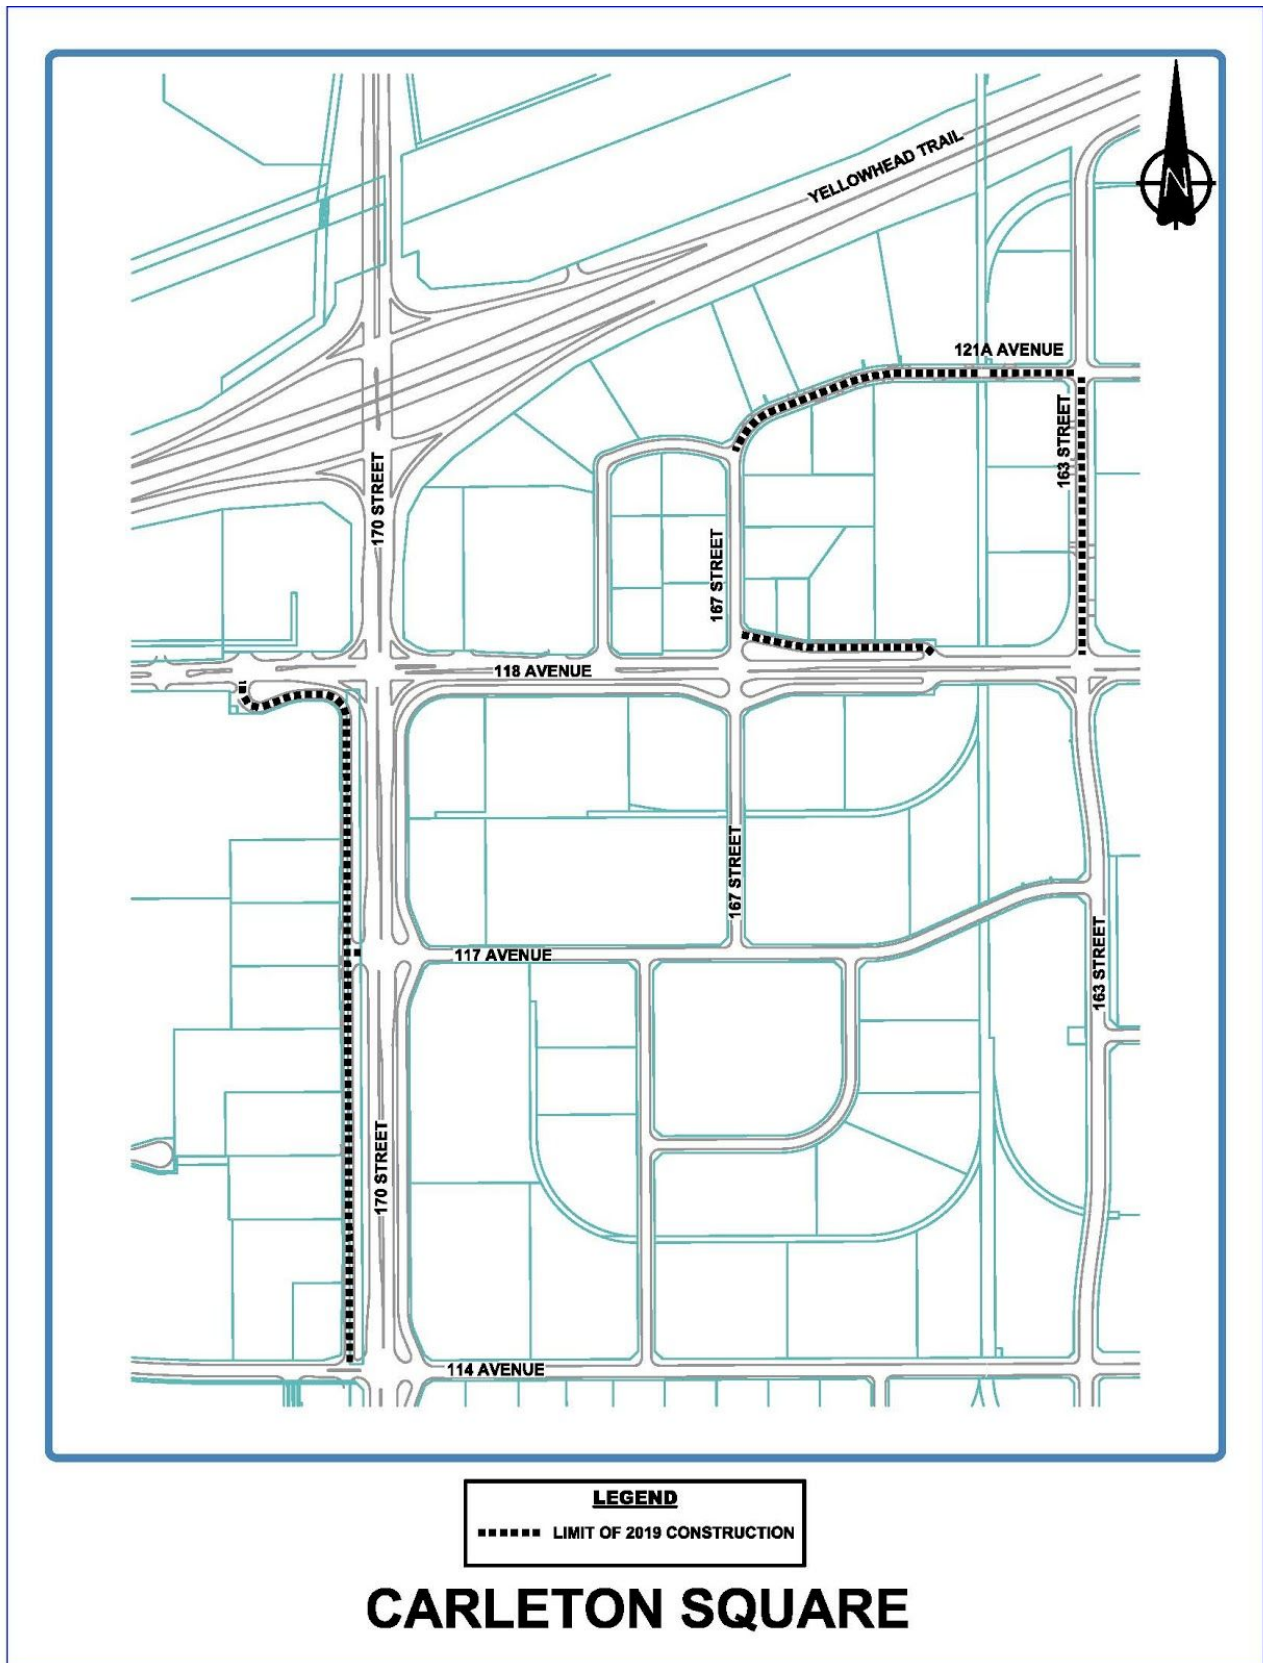 YELLOWHEAD TRAIL
N
121A AVENUE
163 STREET
170 STREET
167 STREET
118 AVENUE
167 STREET
117 AVENUE
163 STREET
170 STREET
114 AVENUE
LEGEND
LIMIT OF 2019 CONSTRUCTION
CARLETON SQUARE